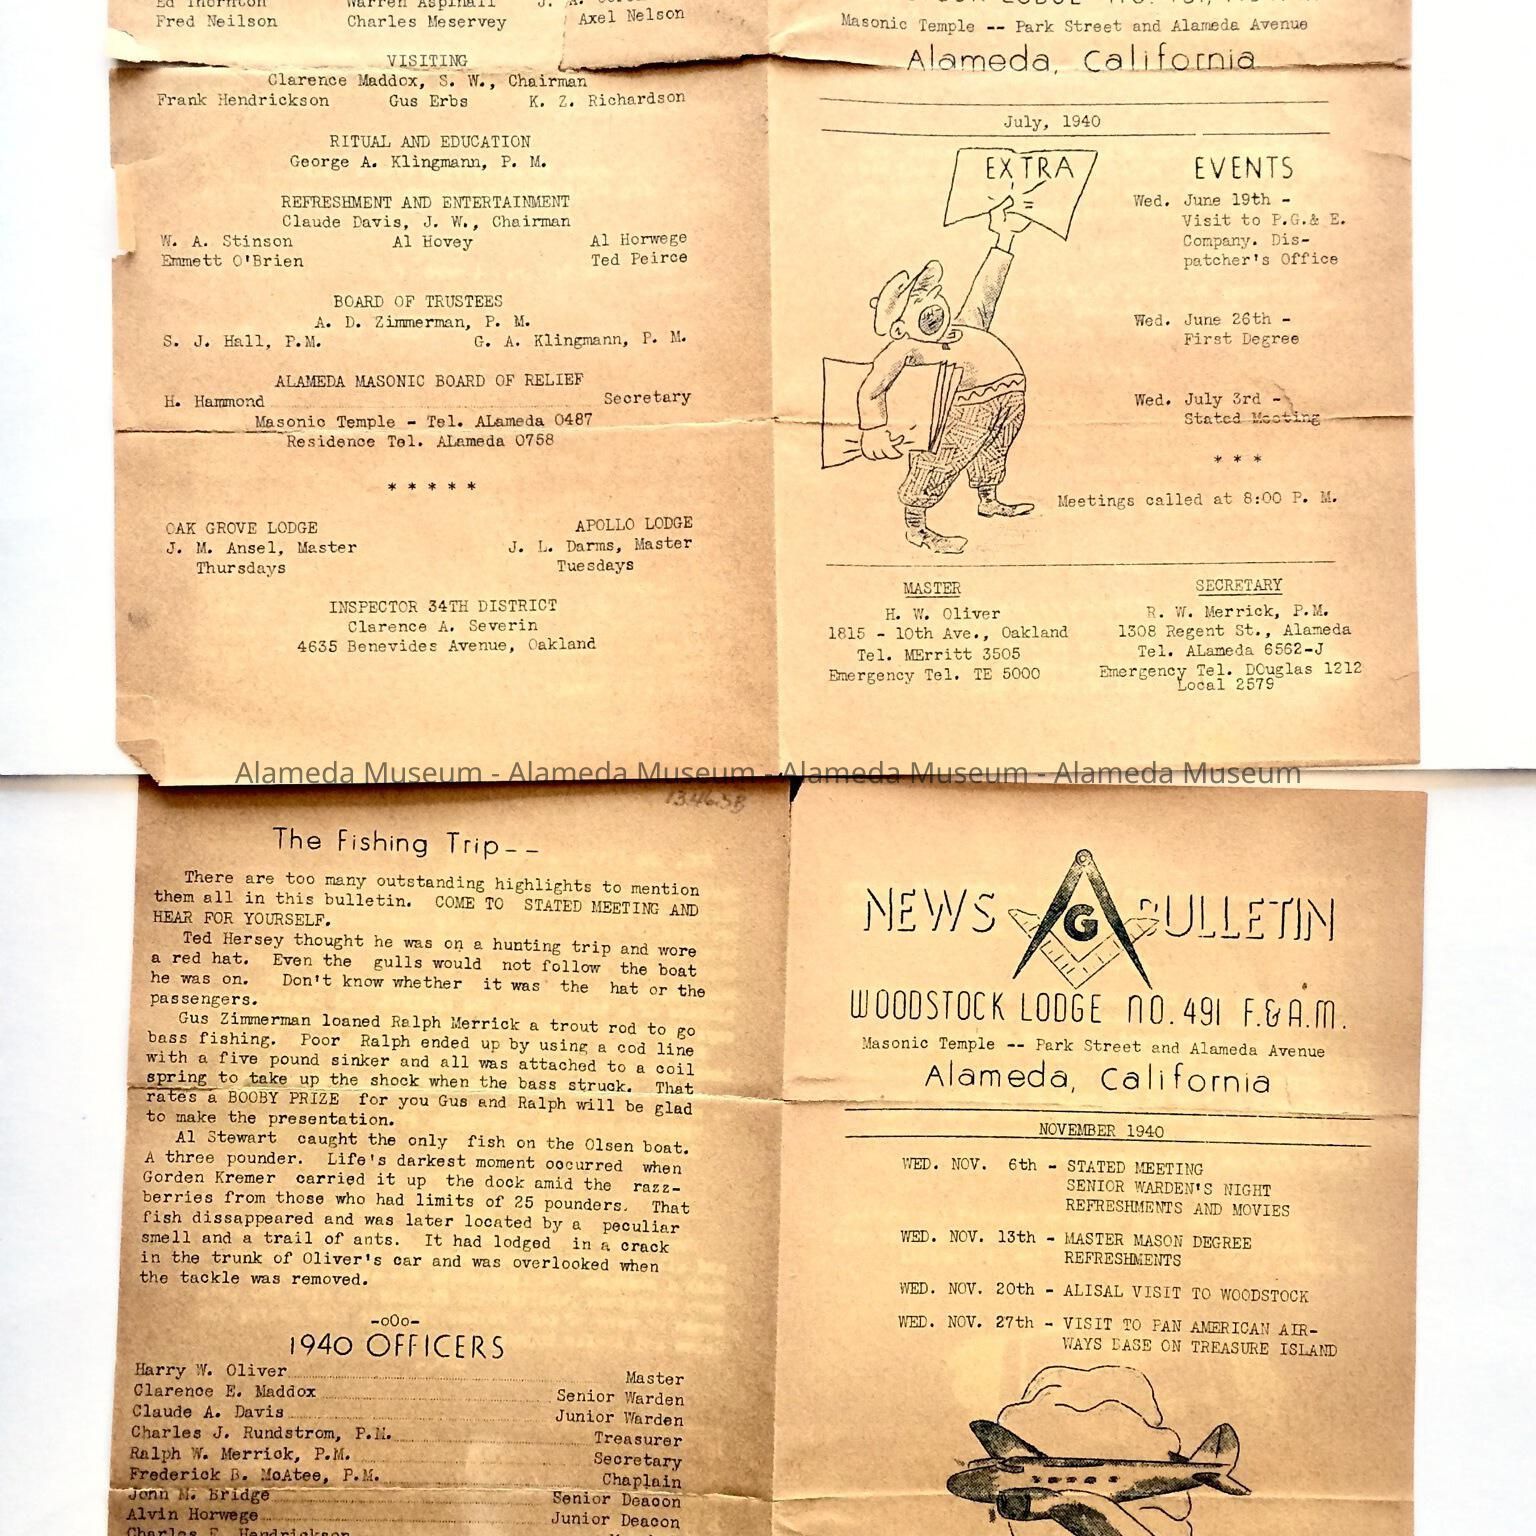 Ed Thornton Warren Aspinall J. A.
Fred Neilson Charles Meservey Axel Nelson
VISITING
Clarence Maddox, S. W., Chairman
Frank Hendrickson Gus Erbs K. Z. Richardson
RITUAL AND EDUCATION
George A. Klingmann, P. M.
REFRESHMENT AND ENTERTAINMENT
Claude Davis, J. W., Chairman
W. A. Stinson Al Hovey Al Horwege
Emmett O'Brien Ted Peirce
BOARD OF TRUSTEES
A. D. Zimmerman, P. M.
S. J. Hall, P.M. G. A. Klingmann, P. M.
ALAMEDA MASONIC BOARD OF RELIEF
H. Hammond Secretary
Masonic Temple - Tel. ALameda 0487
Residence Tel. ALameda 0758
* * * * *
OAK GROVE LODGE APOLLO LODGE
J. M. Ansel, Master J. L. Darms, Master
Thursdays Tuesdays
INSPECTOR 34TH DISTRICT
Clarence A. Severin
4635 Benevides Avenue, Oakland
Masonic Temple -- Park Street and Alameda Avenue
Alameda, California
July, 1940
EXTRA
EVENTS
Wed. June 19th -
Visit to P.G.& E.
Company. Dis-
patcher's Office
Wed. June 26th -
First Degree
Wed. July 3rd -
Stated Meeting
* * *
Meetings called at 8:00 P. M.
MASTER
H. W. Oliver
1815 - 10th Ave., Oakland
Tel. MErritt 3505
Emergency Tel. TE 5000
SECRETARY
R. W. Merrick, P.M.
1308 Regent St., Alameda
Tel. ALameda 6562-J
Emergency Tel. DOuglas 1212
Local 2579
Alameda Museum - Alameda Museum - Alameda Museum - Alameda Museum
The Fishing Trip--
There are too many outstanding highlights to mention
them all in this bulletin. COME TO STATED MEETING AND
HEAR FOR YOURSELF.
Ted Hersey thought he was on a hunting trip and wore
a red hat. Even the gulls would not follow the boat
he was on. Don't know whether it was the hat or the
passengers.
Gus Zimmerman loaned Ralph Merrick a trout rod to go
bass fishing. Poor Ralph ended up by using a cod line
with a five pound sinker and all was attached to a coil
spring to take up the shock when the bass struck. That
rates a BOOBY PRIZE for you Gus and Ralph will be glad
to make the presentation.
Al Stewart caught the only fish on the Olsen boat.
A three pounder. Life's darkest moment occurred when
Gorden Kremer carried it up the dock amid the razz-
berries from those who had limits of 25 pounders. That
fish dissappeared and was later located by a peculiar
smell and a trail of ants. It had lodged in a crack
in the trunk of Oliver's car and was overlooked when
the tackle was removed.
-oOo-
1940 OFFICERS
Harry W. Oliver Master
Clarence E. Maddox Senior Warden
Claude A. Davis Junior Warden
Charles J. Rundstrom, P.M. Treasurer
Ralph W. Merrick, P.M. Secretary
Frederick B. McAtee, P.M. Chaplain
John M. Bridge Senior Deacon
Alvin Horwege Junior Deacon
Charles E. Hendrickson
NEWS G BULLETIN
WOODSTOCK LODGE NO. 491 F.&A.M.
Masonic Temple -- Park Street and Alameda Avenue
Alameda, California
NOVEMBER 1940
WED. NOV. 6th - STATED MEETING
SENIOR WARDEN'S NIGHT
REFRESHMENTS AND MOVIES
WED. NOV. 13th - MASTER MASON DEGREE
REFRESHMENTS
WED. NOV. 20th - ALISAL VISIT TO WOODSTOCK
WED. NOV. 27th - VISIT TO PAN AMERICAN AIR-
WAYS BASE ON TREASURE ISLAND